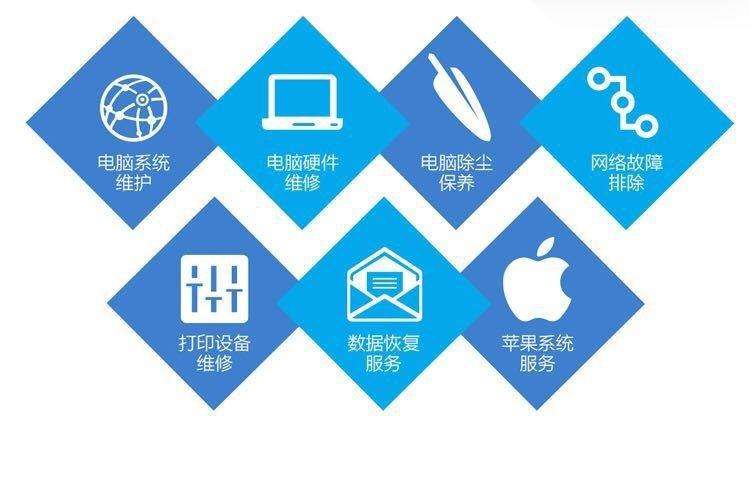 电脑系统
维护
电脑硬件
维修
电脑除尘
保养
网络故障
排除
打印设备
维修
数据恢复
服务
苹果系统
服务